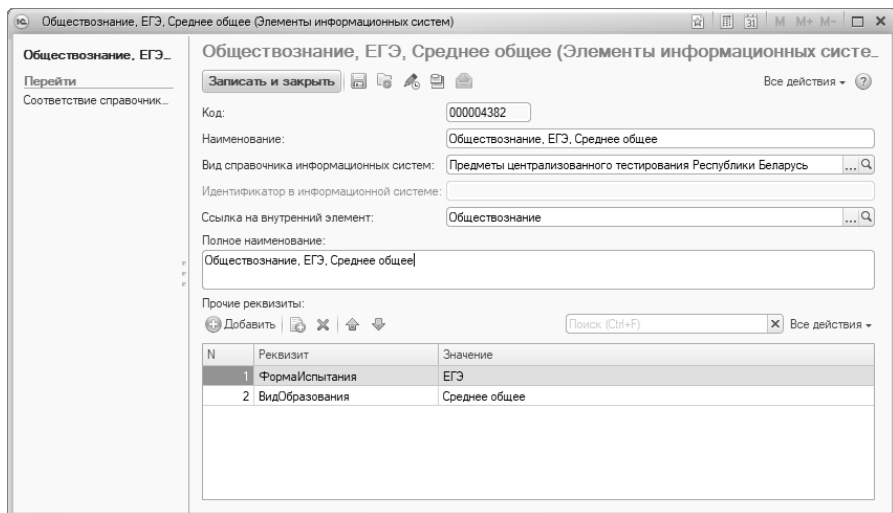 Обществознание, ЕГЭ, Среднее общее (Элементы информационных систем)
M M+ M-
Обществознание, ЕГЭ...
Перейти
Соответствие справочник...
Обществознание, ЕГЭ, Среднее общее (Элементы информационных систе...
Записать и закрыть
Все действия
Код: 000004382
Наименование: Обществознание, ЕГЭ, Среднее общее
Вид справочника информационных систем: Предметы централизованного тестирования Республики Беларусь ...
Идентификатор в информационной системе:
Ссылка на внутренний элемент: Обществознание ...
Полное наименование:
Обществознание, ЕГЭ, Среднее общее
Прочие реквизиты:
Добавить Поиск (Ctrl+F) Все действия
N Реквизит Значение
1 ФормаИспытания ЕГЭ
2 ВидОбразования Среднее общее